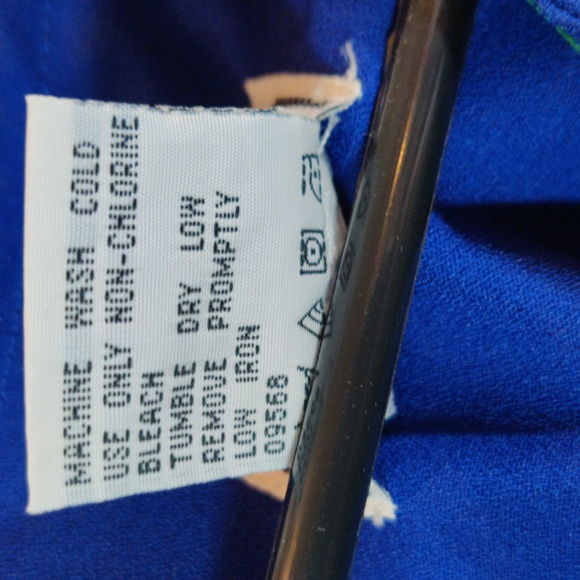 MACHINE WASH COLD
USE ONLY NON-CHLORINE
BLEACH
TUMBLE DRY LOW
REMOVE PROMPTLY
LOW IRON
09568